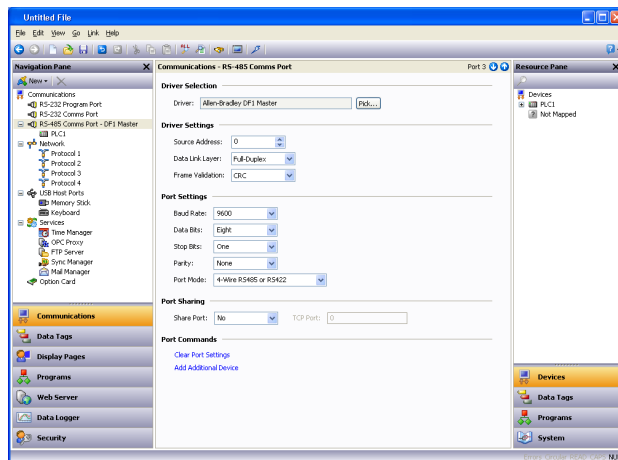 Untitled File
File Edit View Go Link Help
Navigation Pane
New
Communications
RS-232 Program Port
RS-232 Comms Port
RS-485 Comms Port - DF1 Master
PLC1
Network
Protocol 1
Protocol 2
Protocol 3
Protocol 4
USB Host Ports
Memory Stick
Keyboard
Services
Time Manager
OPC Proxy
FTP Server
Sync Manager
Mail Manager
Option Card
Communications
Data Tags
Display Pages
Programs
Web Server
Data Logger
Security
Communications - RS-485 Comms Port
Port 3
Driver Selection
Driver: Allen-Bradley DF1 Master Pick...
Driver Settings
Source Address: 0
Data Link Layer: Full-Duplex
Frame Validation: CRC
Port Settings
Baud Rate: 9600
Data Bits: Eight
Stop Bits: One
Parity: None
Port Mode: 4-Wire RS485 or RS422
Port Sharing
Share Port: No TCP Port: 0
Port Commands
Clear Port Settings
Add Additional Device
Resource Pane
Devices
PLC1
Not Mapped
Devices
Data Tags
Programs
System